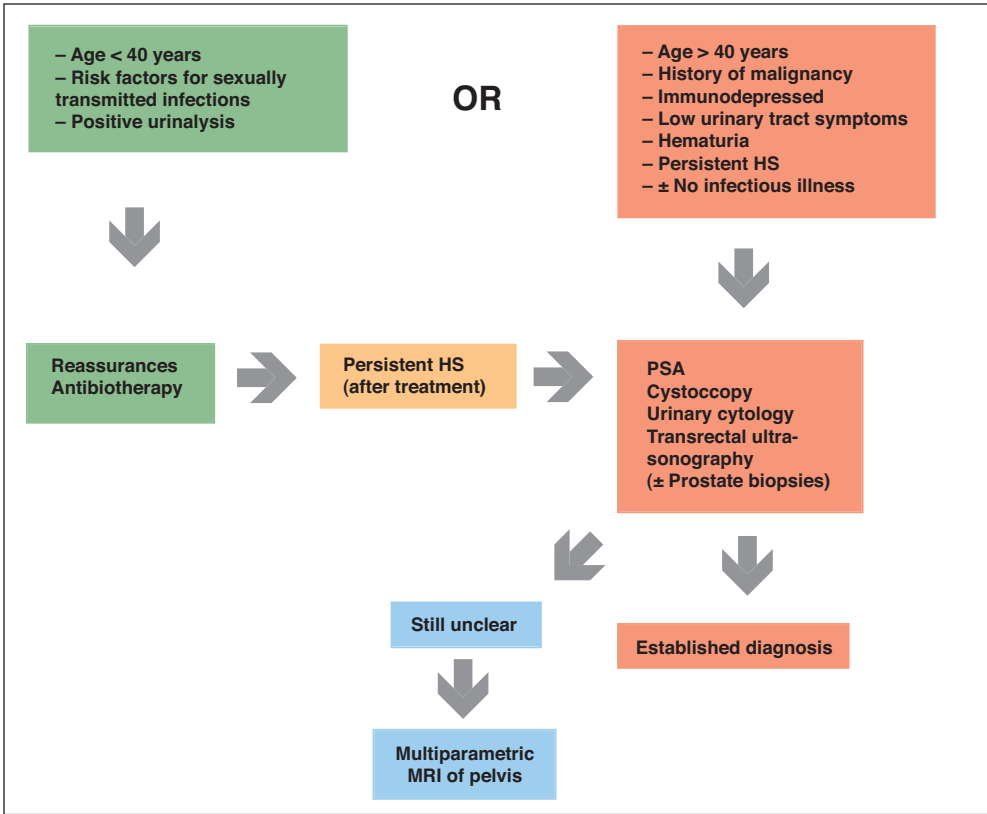 – Age < 40 years
– Risk factors for sexually
transmitted infections
– Positive urinalysis
OR
– Age > 40 years
– History of malignancy
– Immunodepressed
– Low urinary tract symptoms
– Hematuria
– Persistent HS
– ± No infectious illness
Reassurances
Antibiotherapy
Persistent HS
(after treatment)
PSA
Cystoccopy
Urinary cytology
Transrectal ultra-
sonography
(± Prostate biopsies)
Still unclear
Established diagnosis
Multiparametric
MRI of pelvis